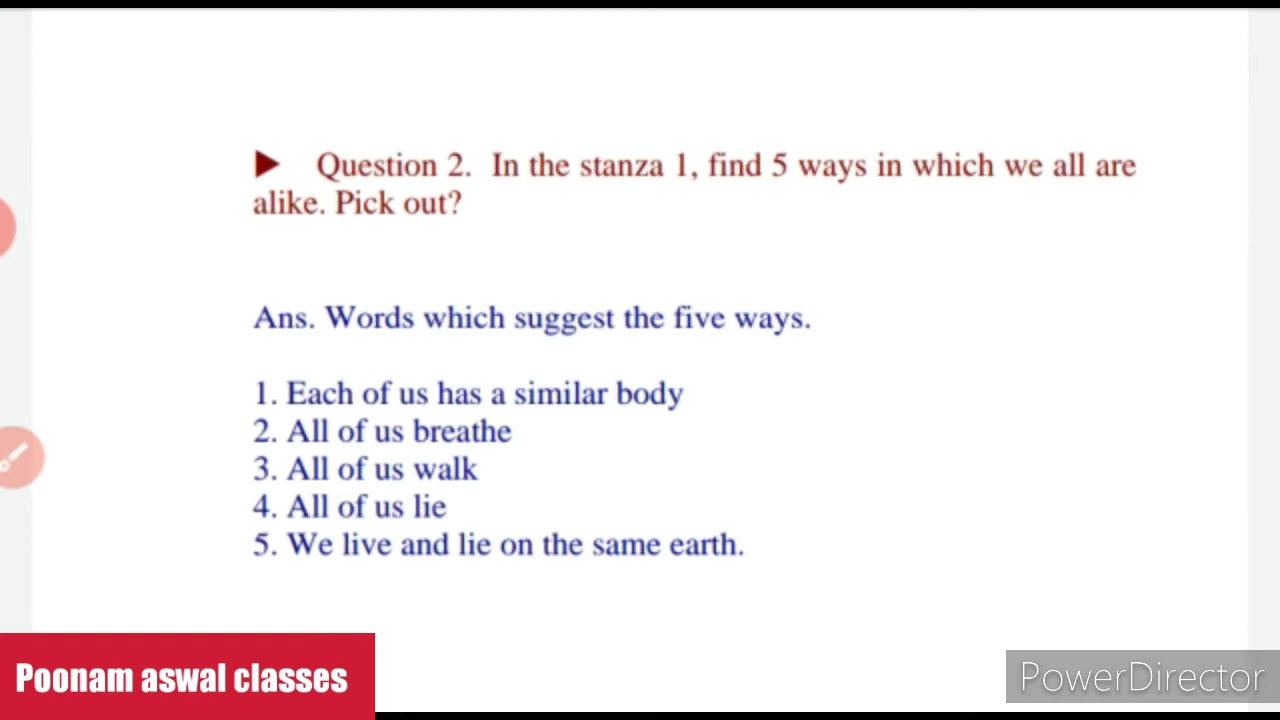 ▶ Question 2. In the stanza 1, find 5 ways in which we all are
alike. Pick out?
Ans. Words which suggest the five ways.
1. Each of us has a similar body
2. All of us breathe
3. All of us walk
4. All of us lie
5. We live and lie on the same earth.
Poonam aswal classes
PowerDirector